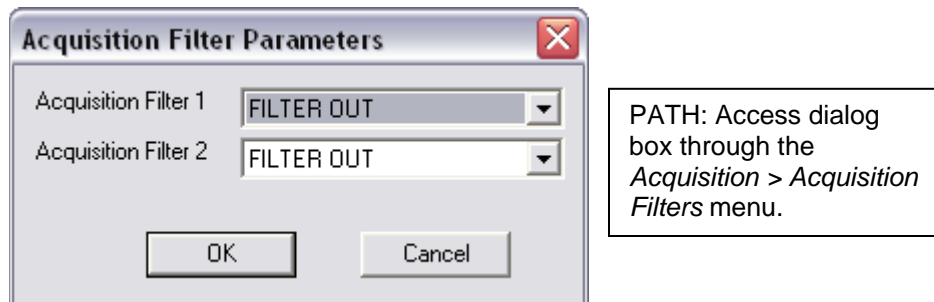 Acquisition Filter Parameters
Acquisition Filter 1
FILTER OUT
Acquisition Filter 2
FILTER OUT
OK
Cancel
PATH: Access dialog
box through the
Acquisition > Acquisition
Filters menu.